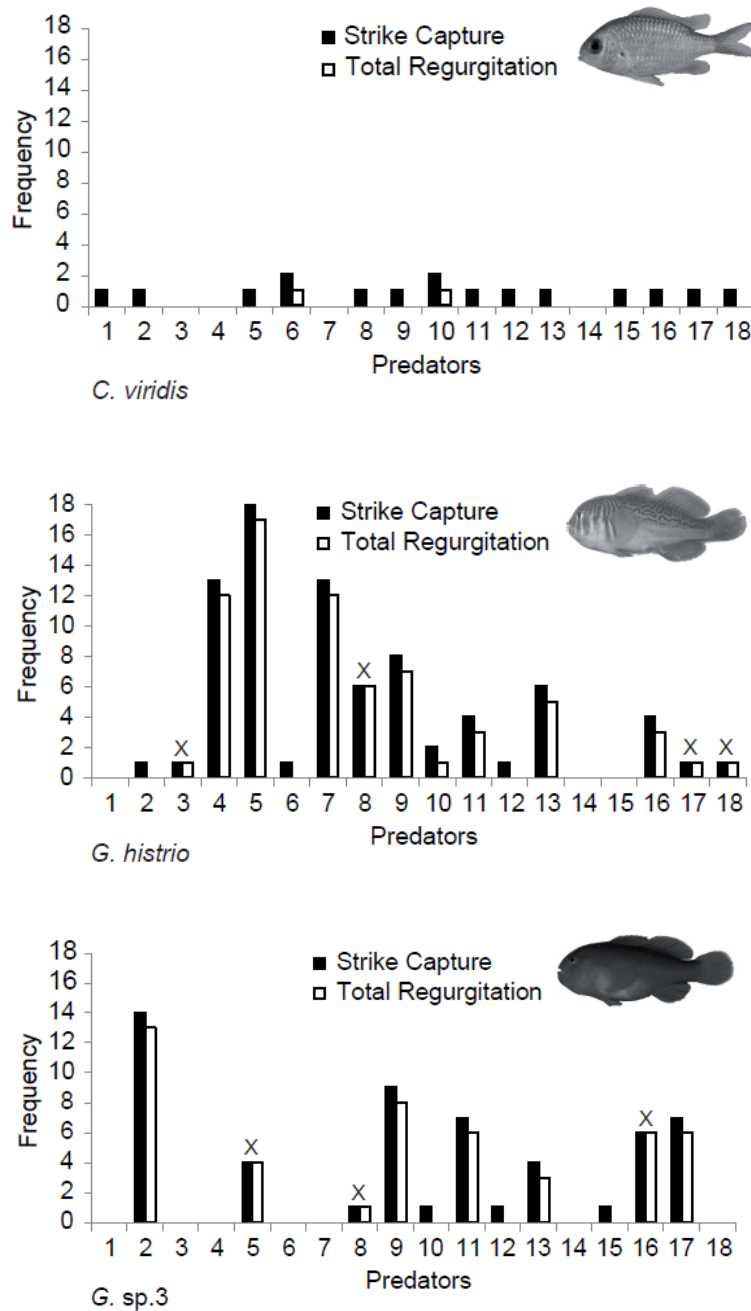 18
16
14
12
10
8
6
4
2
0
Frequency
Strike Capture
Total Regurgitation
1 2 3 4 5 6 7 8 9 10 11 12 13 14 15 16 17 18
Predators
C. viridis
18
16
14
12
10
8
6
4
2
0
Frequency
Strike Capture
Total Regurgitation
X
X
X X
1 2 3 4 5 6 7 8 9 10 11 12 13 14 15 16 17 18
Predators
G. histrio
18
16
14
12
10
8
6
4
2
0
Frequency
Strike Capture
Total Regurgitation
X X
X
1 2 3 4 5 6 7 8 9 10 11 12 13 14 15 16 17 18
Predators
G. sp.3